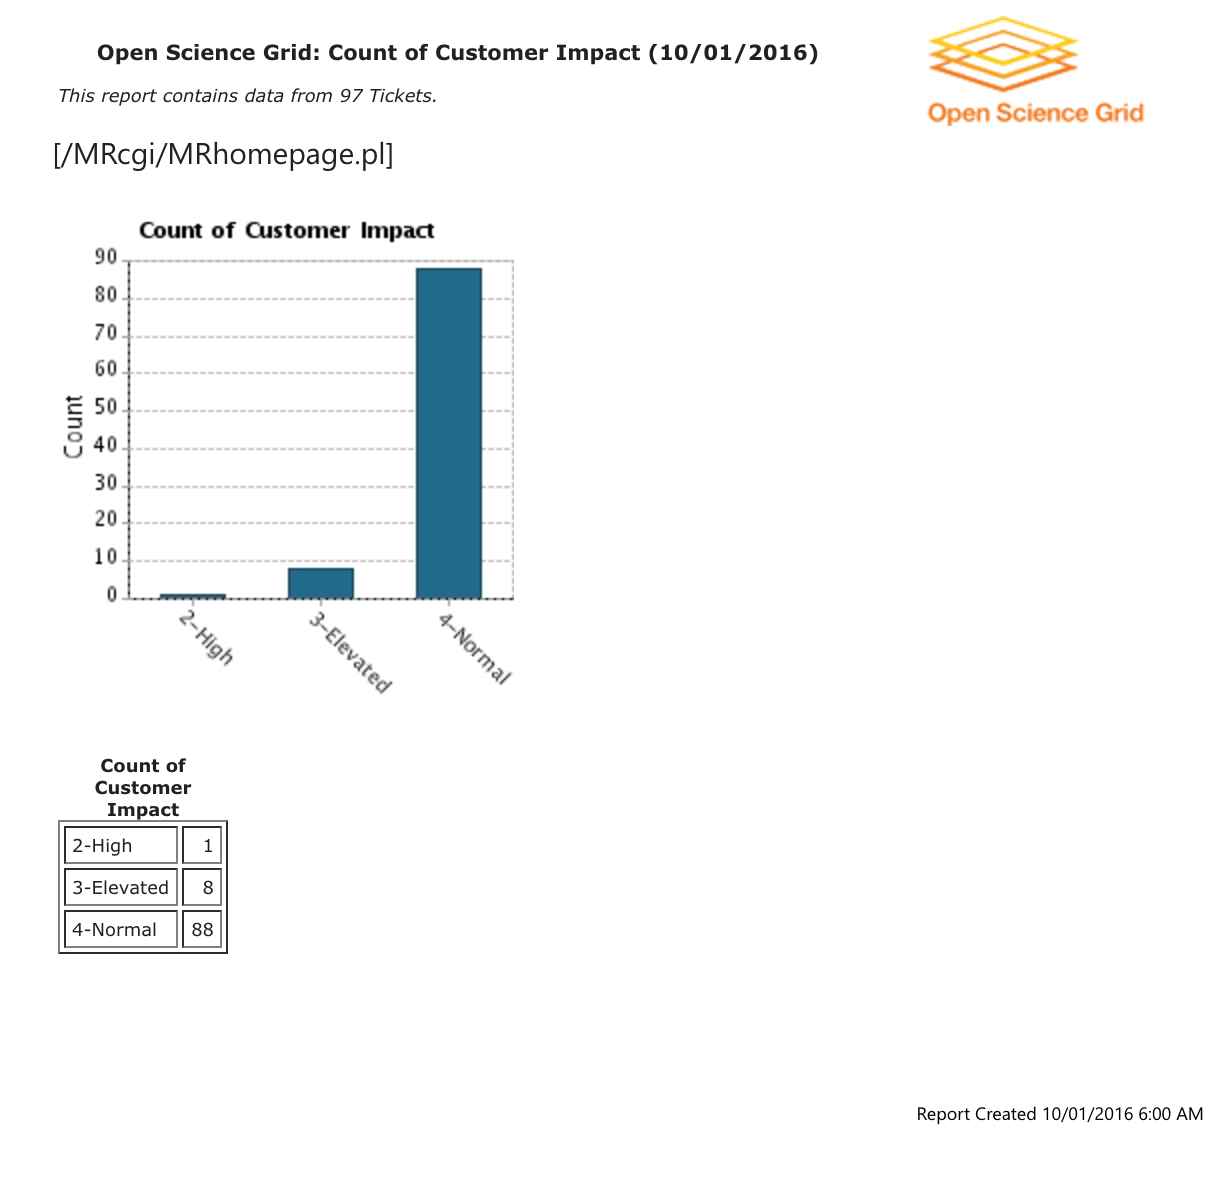 Open Science Grid: Count of Customer Impact (10/01/2016)
Open Science Grid
This report contains data from 97 Tickets.
[/MRcgi/MRhomepage.pl]
Count of Customer Impact
90
80
70
60
50
40
30
20
10
0
Count
2-High
3-Elevated
4-Normal
Count of
Customer
Impact
2-High 1
3-Elevated 8
4-Normal 88
Report Created 10/01/2016 6:00 AM